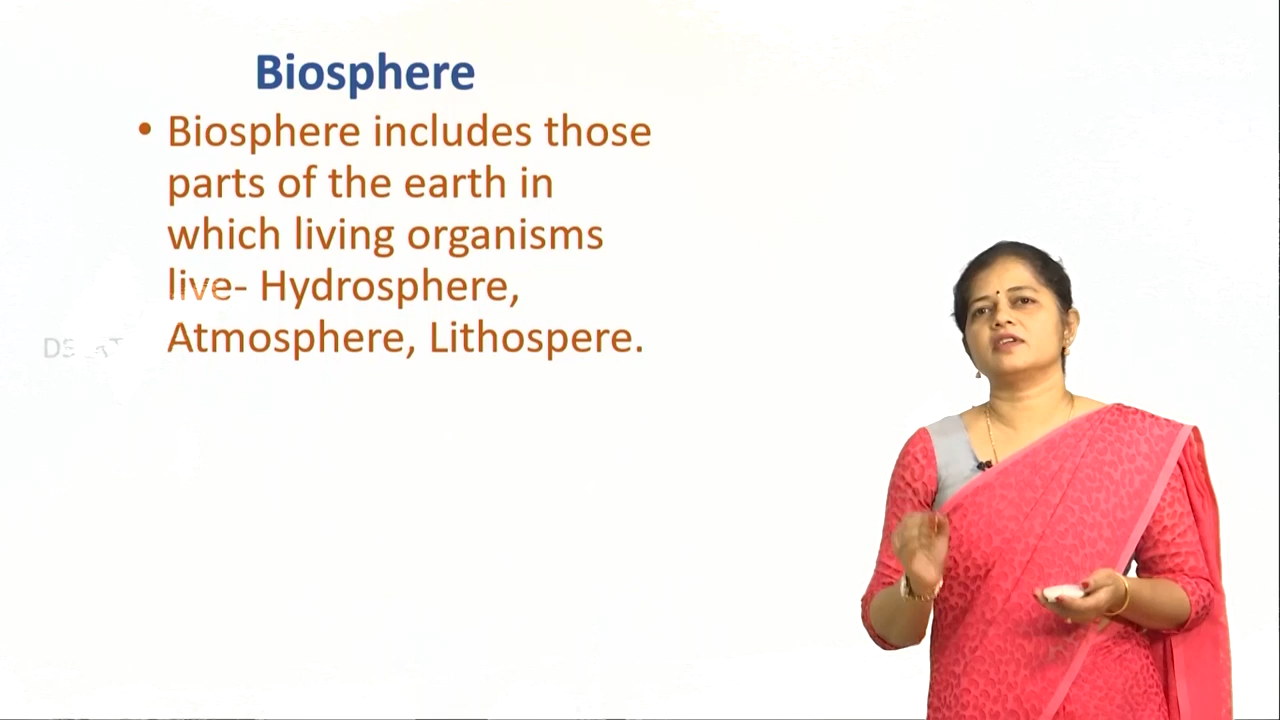 Biosphere
• Biosphere includes those
parts of the earth in
which living organisms
live- Hydrosphere,
Atmosphere, Lithospere.